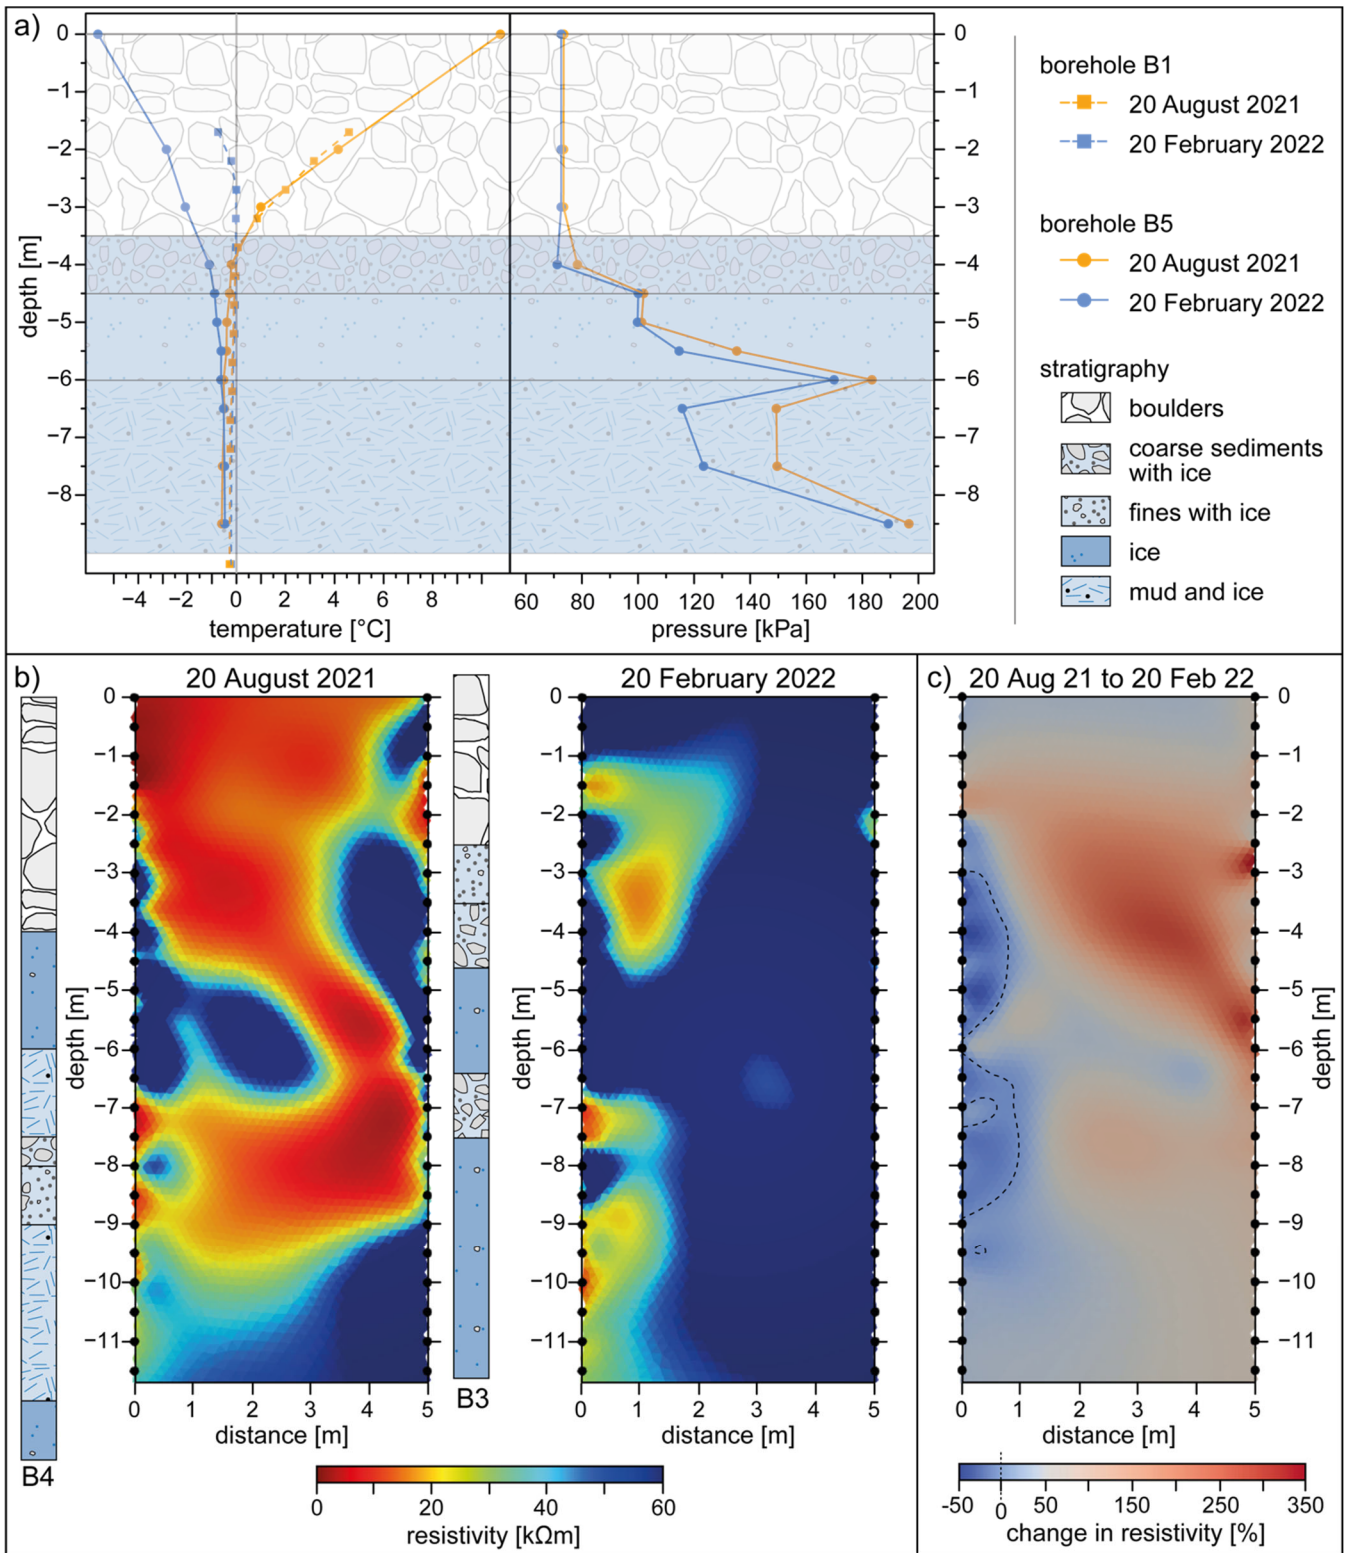 a)
0
−1
−2
−3
−4
−5
−6
−7
−8
depth [m]
0
−1
−2
−3
−4
−5
−6
−7
−8
−4 −2 0 2 4 6 8
temperature [°C]
60 80 100 120 140 160 180 200
pressure [kPa]
borehole B1
20 August 2021
20 February 2022
borehole B5
20 August 2021
20 February 2022
stratigraphy
boulders
coarse sediments
with ice
fines with ice
ice
mud and ice
b)
20 August 2021
0
−1
−2
−3
−4
−5
−6
−7
−8
−9
−10
−11
depth [m]
0 1 2 3 4 5
distance [m]
B4
B3
20 February 2022
0
−1
−2
−3
−4
−5
−6
−7
−8
−9
−10
−11
depth [m]
0 1 2 3 4 5
distance [m]
0 20 40 60
resistivity [kΩm]
c)
20 Aug 21 to 20 Feb 22
0
−1
−2
−3
−4
−5
−6
−7
−8
−9
−10
−11
depth [m]
0 1 2 3 4 5
distance [m]
-50 0 50 150 250 350
change in resistivity [%]